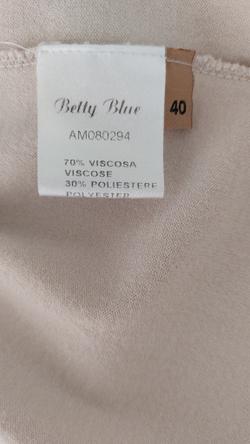 Betty Blue
40
AM080294
70% VISCOSA
VISCOSE
30% POLIESTERE
POLYESTER